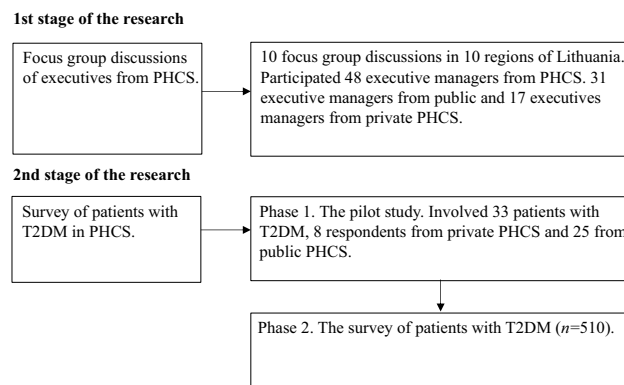 1st stage of the research
Focus group discussions
of executives from PHCS.
10 focus group discussions in 10 regions of Lithuania.
Participated 48 executive managers from PHCS. 31
executive managers from public and 17 executives
managers from private PHCS.
2nd stage of the research
Survey of patients with
T2DM in PHCS.
Phase 1. The pilot study. Involved 33 patients with
T2DM, 8 respondents from private PHCS and 25 from
public PHCS.
Phase 2. The survey of patients with T2DM (n=510).